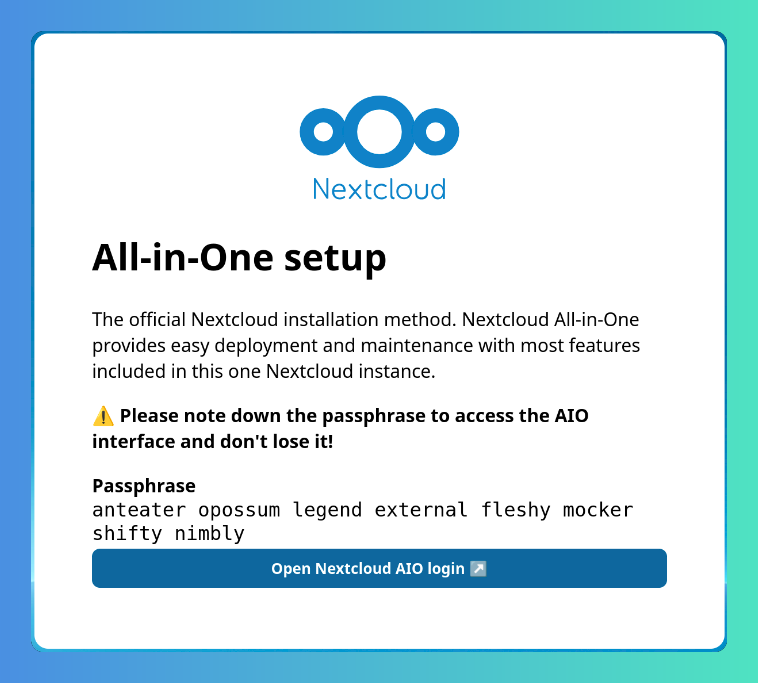 Nextcloud
All-in-One setup
The official Nextcloud installation method. Nextcloud All-in-One
provides easy deployment and maintenance with most features
included in this one Nextcloud instance.
⚠️ Please note down the passphrase to access the AIO
interface and don't lose it!
Passphrase
anteater opossum legend external fleshy mocker
shifty nimbly
Open Nextcloud AIO login ↗